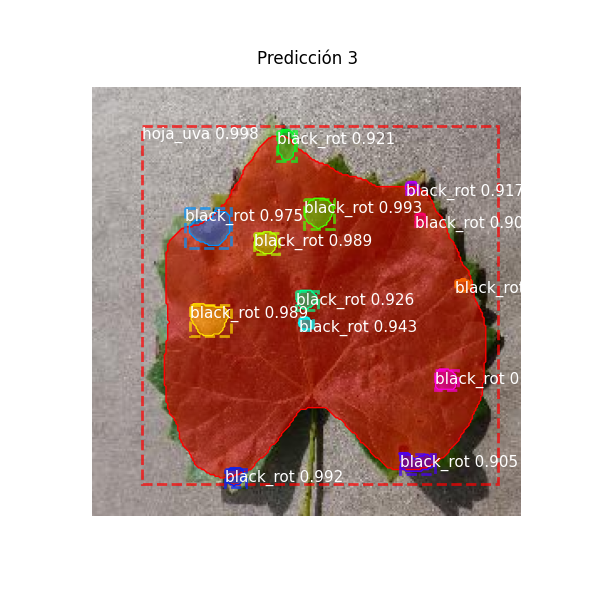 Predicción 3
hoja_uva 0.998
black_rot 0.921
black_rot 0.917
black_rot 0.993
black_rot 0.975
black_rot 0.90
black_rot 0.989
black_rot
black_rot 0.926
black_rot 0.989
black_rot 0.943
black_rot 0
black_rot 0.905
black_rot 0.992